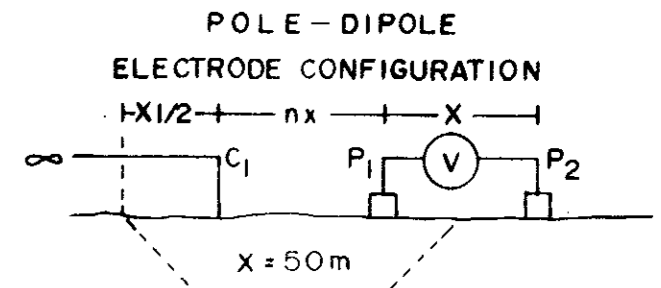 POLE-DIPOLE
ELECTRODE CONFIGURATION
X1/2 nx X
∞ C1 P1 V P2
X = 50m